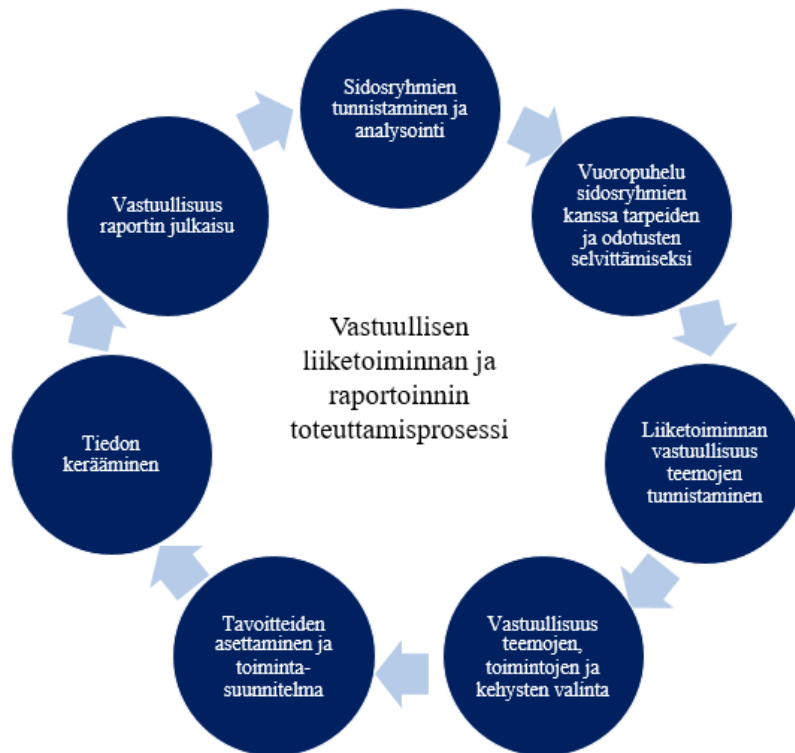 Sidosryhmien
tunnistaminen ja
analysointi
Vuoropuhelu
sidosryhmien
kanssa tarpeiden
ja odotusten
selvittämiseksi
Liiketoiminnan
vastuullisuus
teemojen
tunnistaminen
Vastuullisuus
teemojen,
toimintojen ja
kehysten valinta
Tavoitteiden
asettaminen ja
toiminta-
suunnitelma
Tiedon
kerääminen
Vastuullisuus
raportin julkaisu
Vastuullisen
liiketoiminnan ja
raportoinnin
toteuttamisprosessi